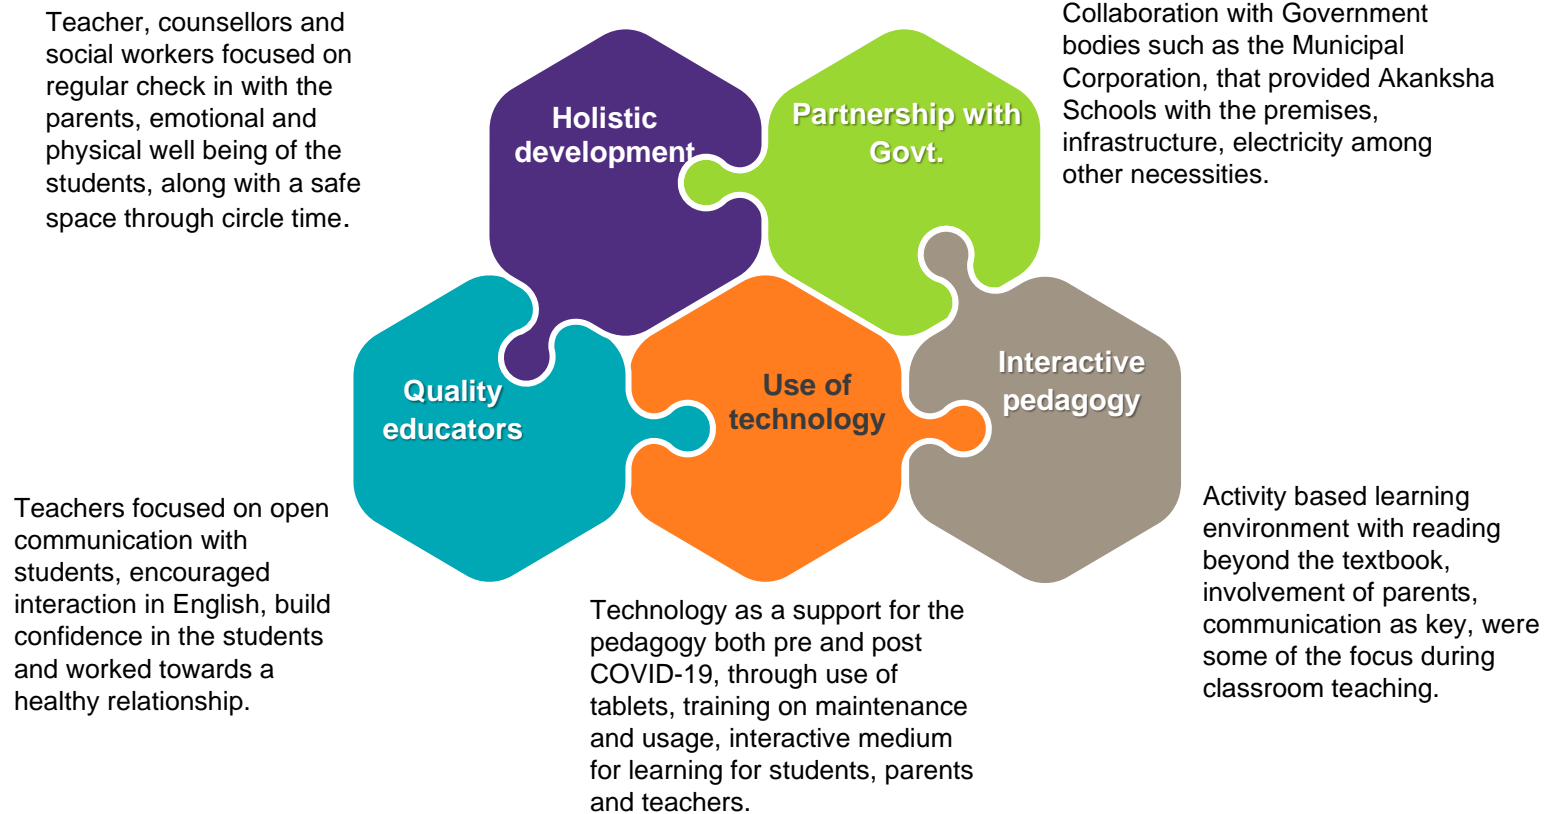 Teacher, counsellors and
social workers focused on
regular check in with the
parents, emotional and
physical well being of the
students, along with a safe
space through circle time.
Holistic
development
Partnership with
Govt.
Collaboration with Government
bodies such as the Municipal
Corporation, that provided Akanksha
Schools with the premises,
infrastructure, electricity among
other necessities.
Quality
educators
Use of
technology
Interactive
pedagogy
Teachers focused on open
communication with
students, encouraged
interaction in English, build
confidence in the students
and worked towards a
healthy relationship.
Technology as a support for the
pedagogy both pre and post
COVID-19, through use of
tablets, training on maintenance
and usage, interactive medium
for learning for students, parents
and teachers.
Activity based learning
environment with reading
beyond the textbook,
involvement of parents,
communication as key, were
some of the focus during
classroom teaching.